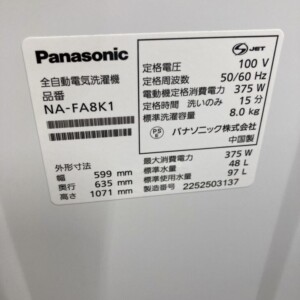 Panasonic
全自動電気洗濯機
品番
NA-FA8K1
外形寸法
幅 599 mm
奥行 635 mm
高さ 1071 mm
S-JET
定格電圧 100 V
定格周波数 50/60 Hz
電動機定格消費電力 375 W
定格時間 洗いのみ 15 分
標準洗濯容量 8.0 kg
PSE
パナソニック株式会社
中国製
最大消費電力 375 W
標準水量 48 L
標準使用水量 97 L
製造番号 2252503137